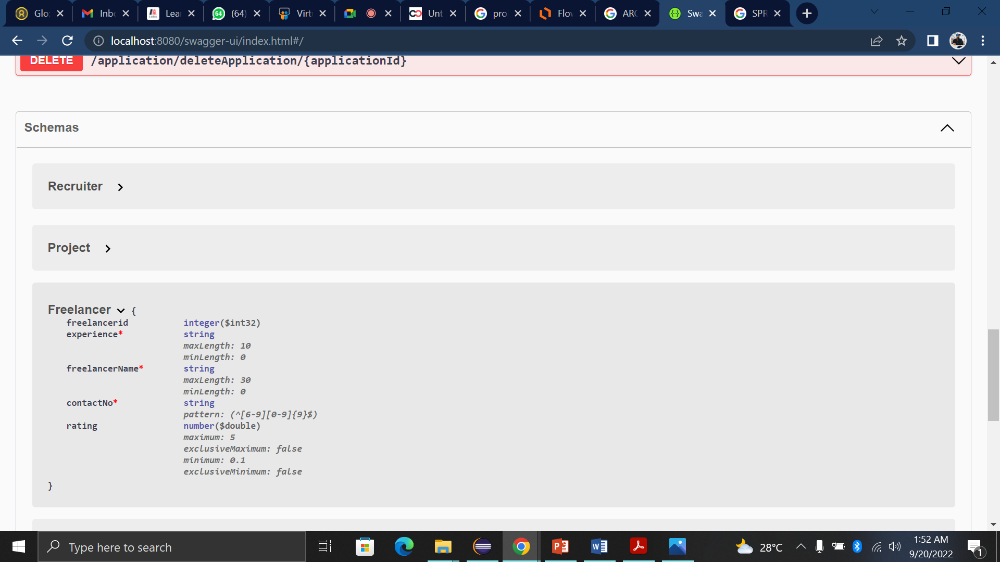 Glo
Inb
Lea
(64)
Virt
Unt
pro
Flo
ARC
Swa
SPR
localhost:8080/swagger-ui/index.html#/
DELETE /application/deleteApplication/{applicationId}
Schemas
Recruiter
Project
Freelancer {
freelancerid integer($int32)
experience* string
maxLength: 10
minLength: 0
freelancerName* string
maxLength: 30
minLength: 0
contactNo* string
pattern: (^[6-9][0-9]{9}$)
rating number($double)
maximum: 5
exclusiveMaximum: false
minimum: 0.1
exclusiveMinimum: false
}
Type here to search
28°C
1:52 AM
9/20/2022
1